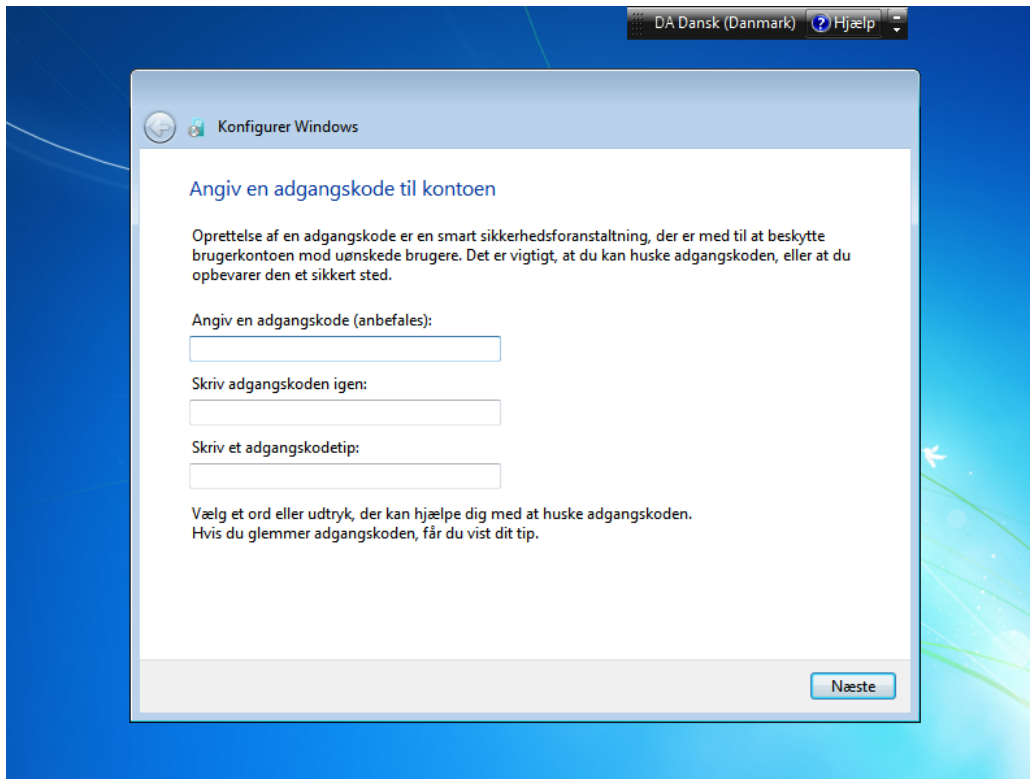 DA Dansk (Danmark) Hjælp
Konfigurer Windows
Angiv en adgangskode til kontoen
Oprettelse af en adgangskode er en smart sikkerhedsforanstaltning, der er med til at beskytte
brugerkontoen mod uønskede brugere. Det er vigtigt, at du kan huske adgangskoden, eller at du
opbevarer den et sikkert sted.
Angiv en adgangskode (anbefales):
Skriv adgangskoden igen:
Skriv et adgangskodetip:
Vælg et ord eller udtryk, der kan hjælpe dig med at huske adgangskoden.
Hvis du glemmer adgangskoden, får du vist dit tip.
Næste